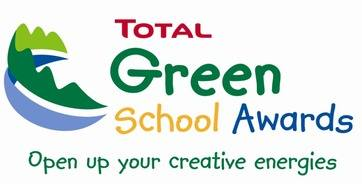 TOTAL
Green
School Awards
Open up your creative energies